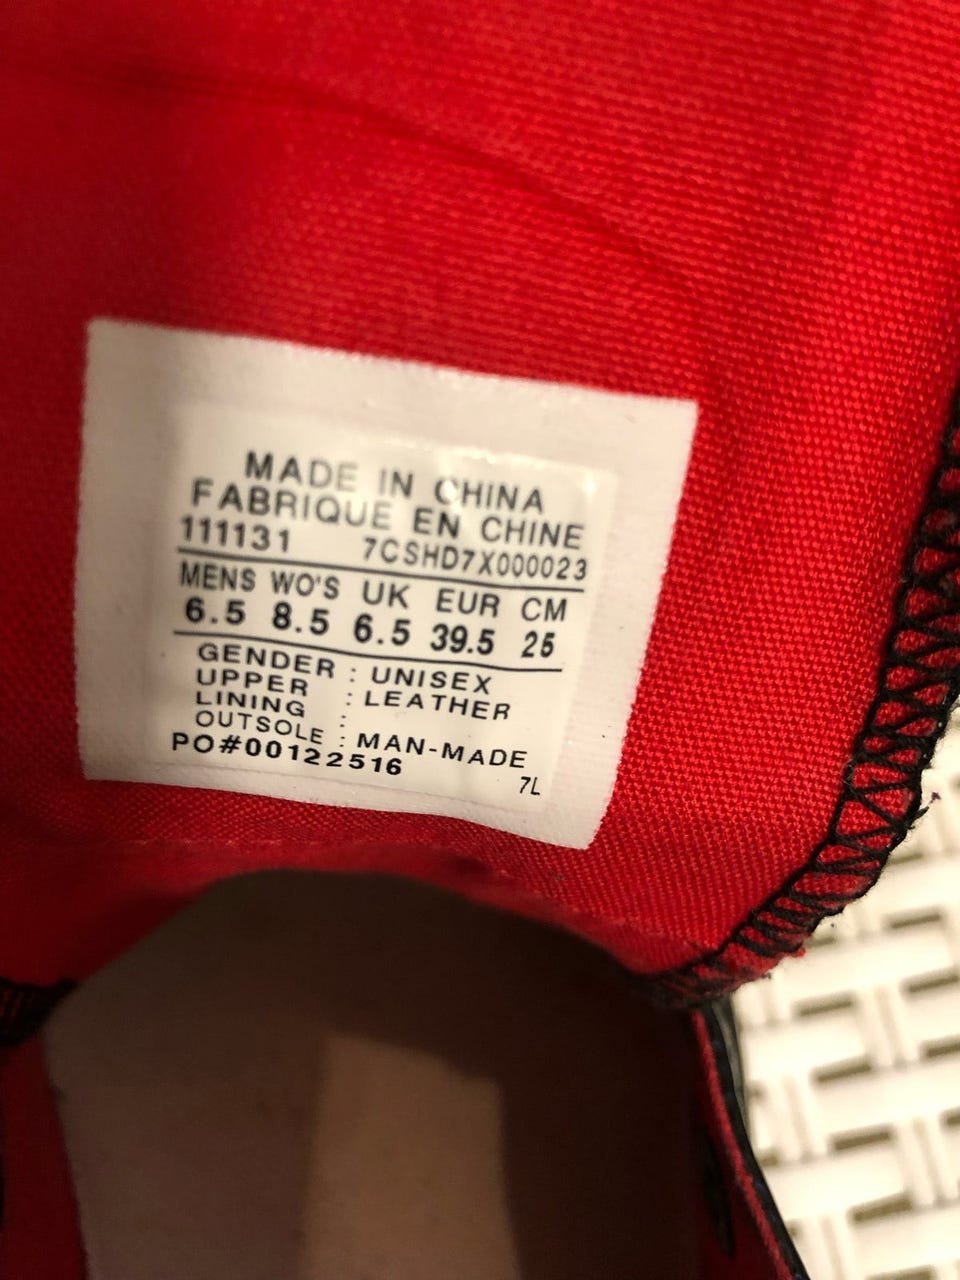 MADE IN CHINA
FABRIQUE EN CHINE
111131 7CSHD7X000023
MENS WO'S UK EUR CM
6.5 8.5 6.5 39.5 25
GENDER : UNISEX
UPPER : LEATHER
LINING :
OUTSOLE : MAN-MADE
PO#00122516
7L